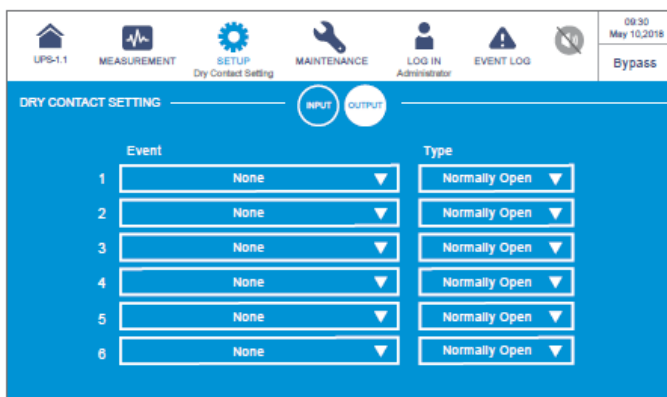 09:30
May 10,2018
UPS-1.1 MEASUREMENT SETUP MAINTENANCE LOG IN EVENT LOG
Dry Contact Setting Administrator
Bypass
DRY CONTACT SETTING INPUT OUTPUT
Event Type
1 None Normally Open
2 None Normally Open
3 None Normally Open
4 None Normally Open
5 None Normally Open
6 None Normally Open